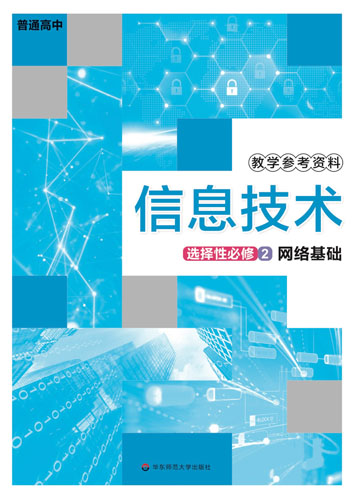 普通高中
教学参考资料
信息技术
选择性必修2 网络基础
华东师范大学出版社